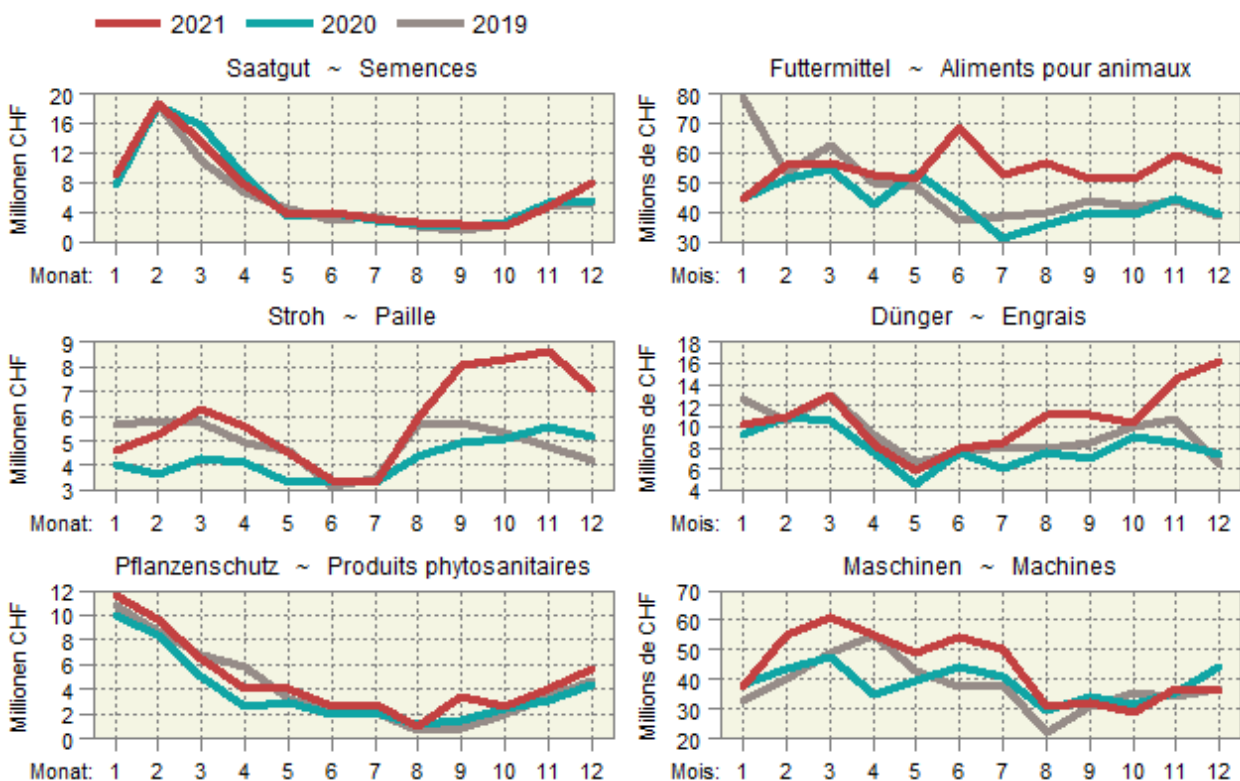 2021 2020 2019
Saatgut ~ Semences
Millionen CHF
20
16
12
8
4
0
Monat: 1 2 3 4 5 6 7 8 9 10 11 12
Futtermittel ~ Aliments pour animaux
Millions de CHF
80
70
60
50
40
30
Mois: 1 2 3 4 5 6 7 8 9 10 11 12
Stroh ~ Paille
Millionen CHF
9
8
7
6
5
4
3
Monat: 1 2 3 4 5 6 7 8 9 10 11 12
Dünger ~ Engrais
Millions de CHF
18
16
14
12
10
8
6
4
Mois: 1 2 3 4 5 6 7 8 9 10 11 12
Pflanzenschutz ~ Produits phytosanitaires
Millionen CHF
12
10
8
6
4
2
0
Monat: 1 2 3 4 5 6 7 8 9 10 11 12
Maschinen ~ Machines
Millions de CHF
70
60
50
40
30
20
Mois: 1 2 3 4 5 6 7 8 9 10 11 12